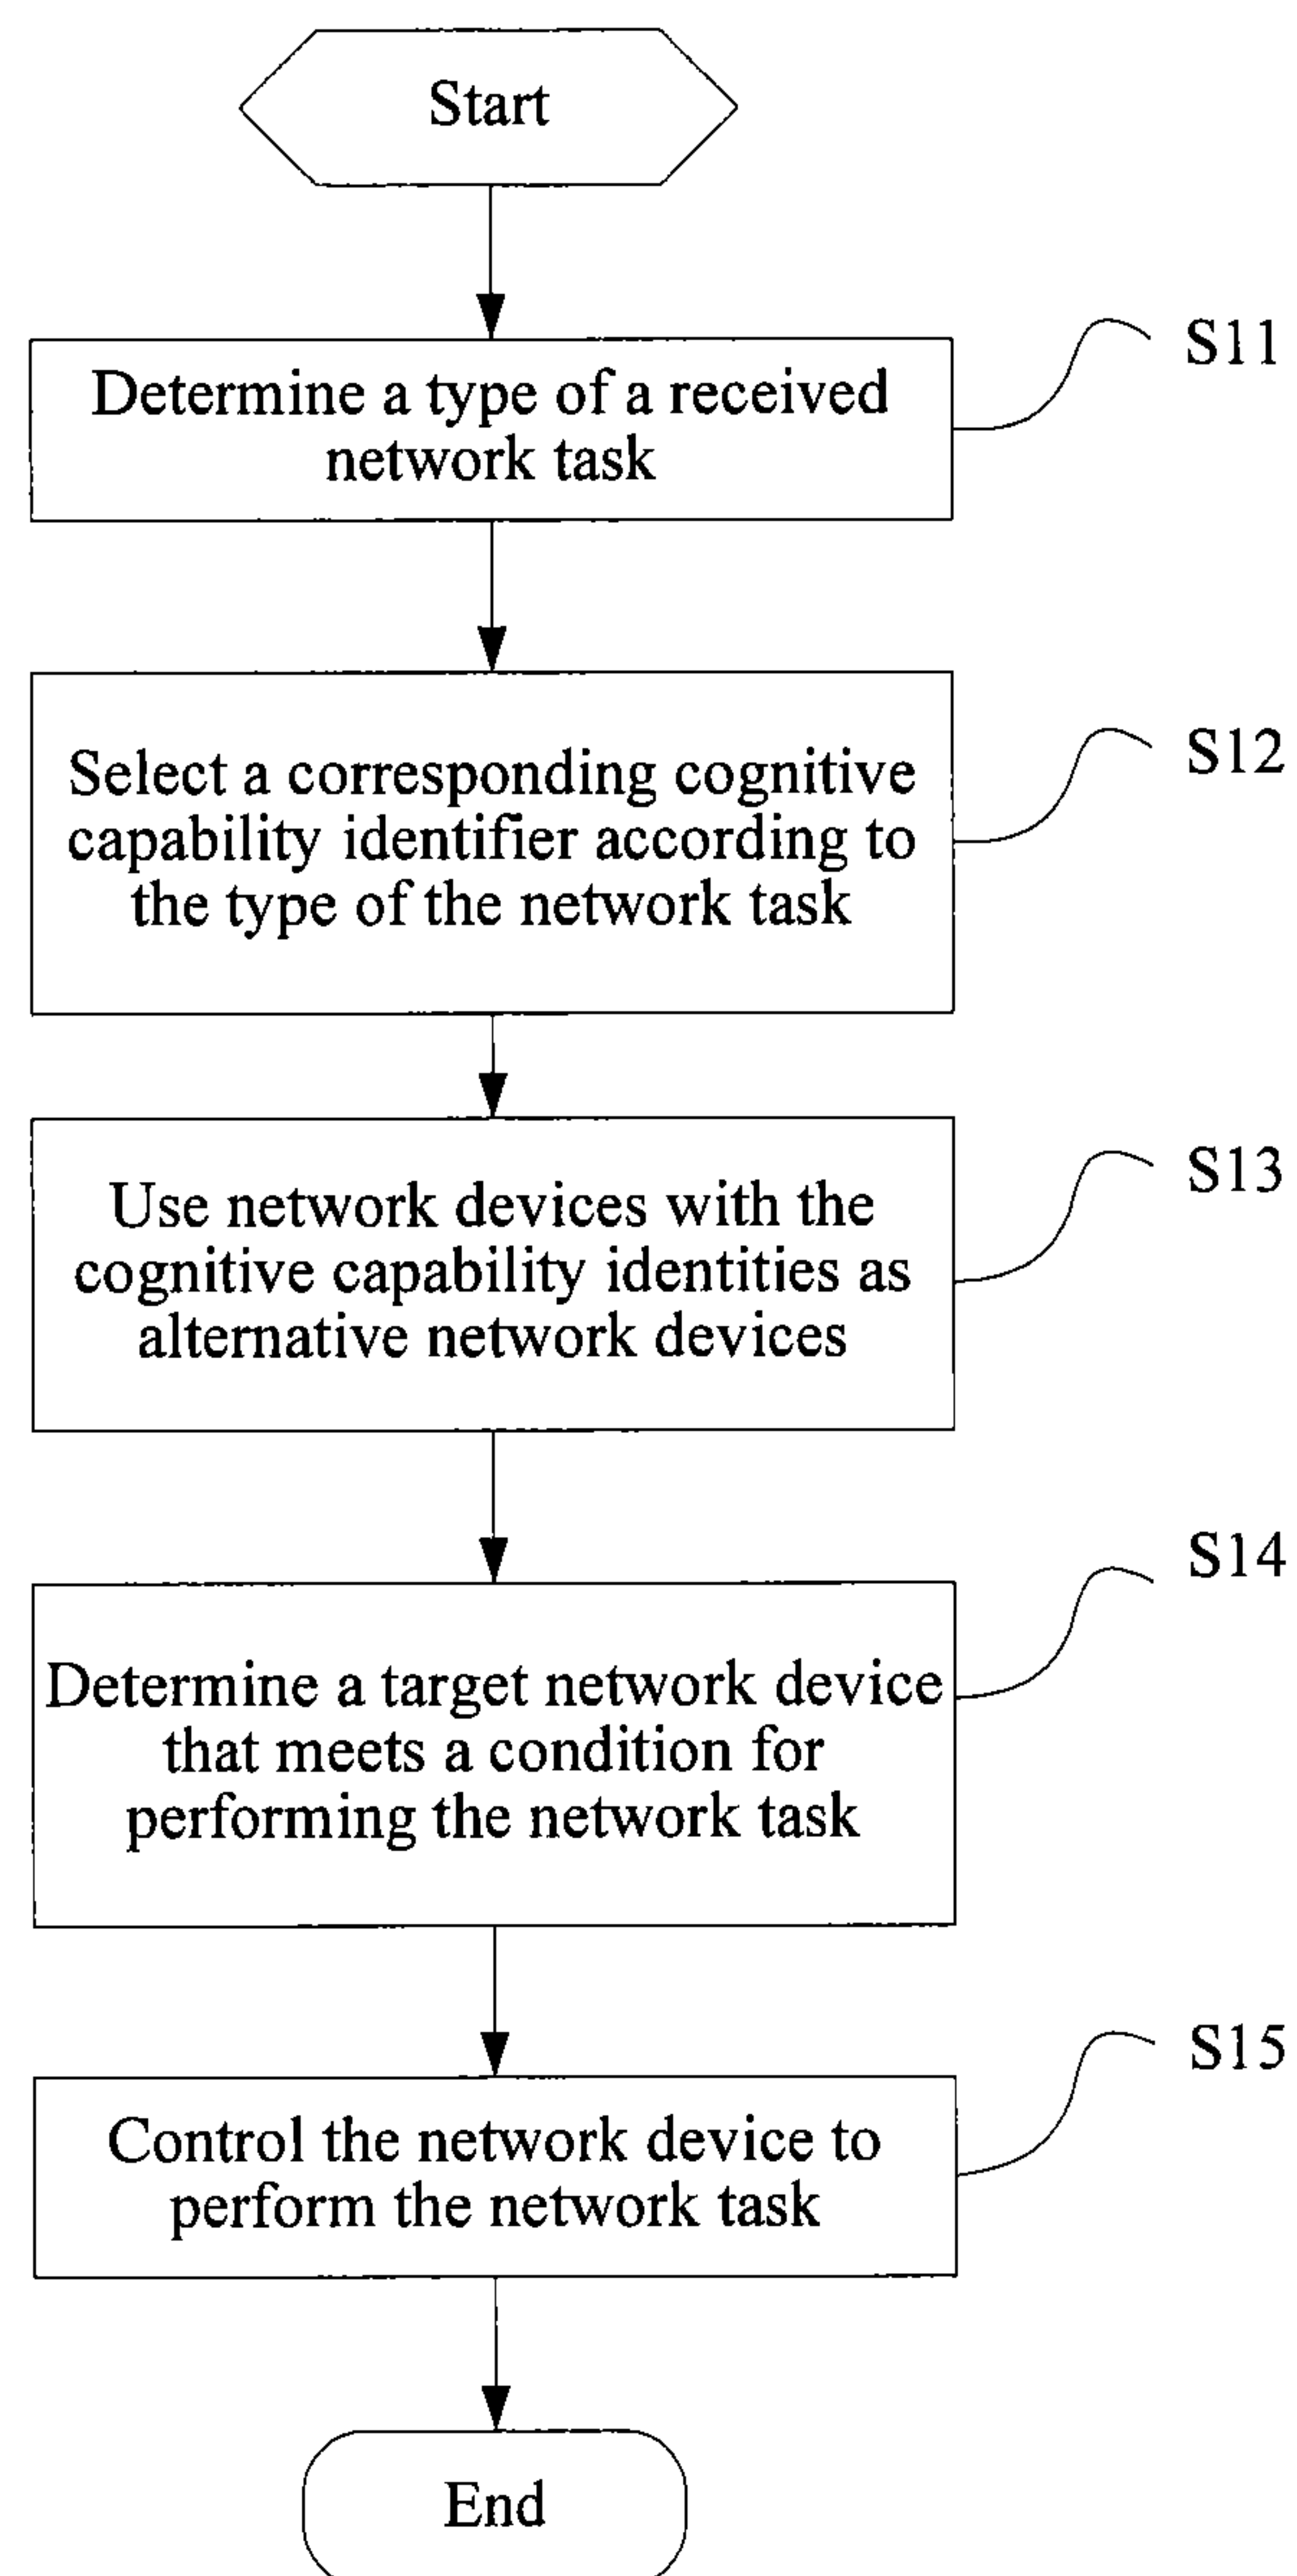 Start
S11
Determine a type of a received
network task
S12
Select a corresponding cognitive
capability identifier according to
the type of the network task
S13
Use network devices with the
cognitive capability identities as
alternative network devices
S14
Determine a target network device
that meets a condition for
performing the network task
S15
Control the network device to
perform the network task
End